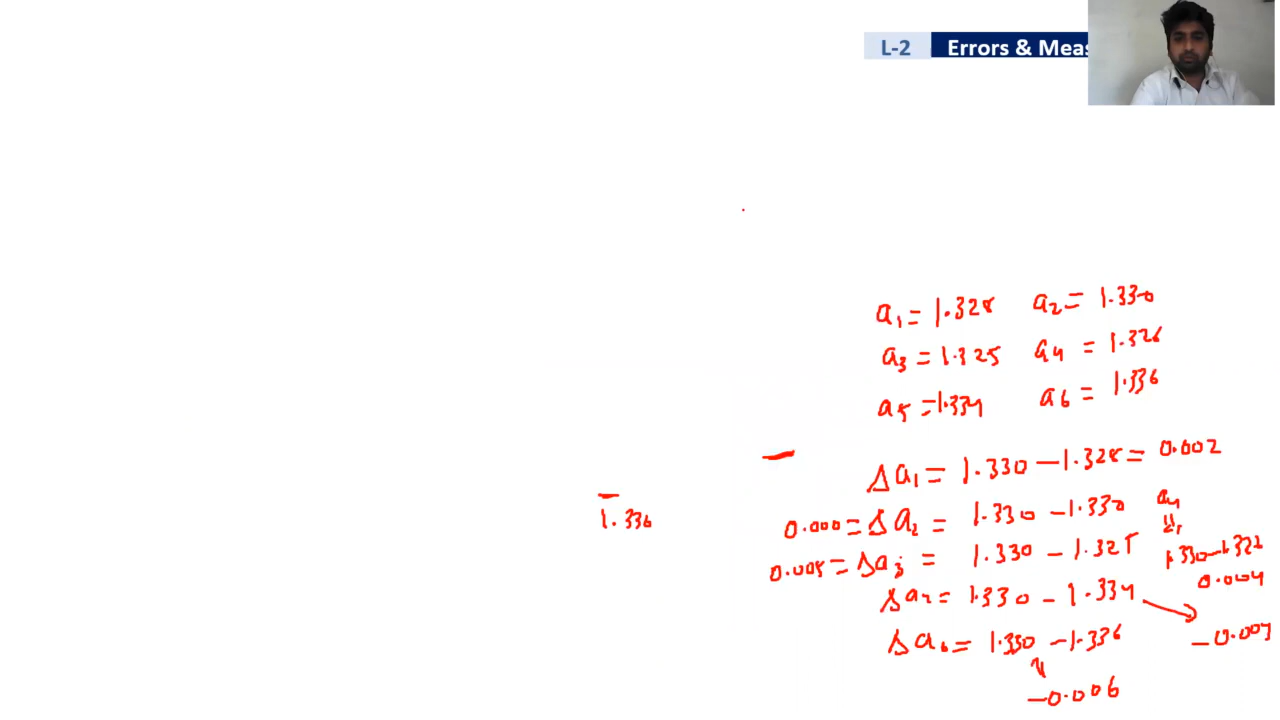 L-2 Errors & Meas
a₁ = 1.328 a₂ = 1.330
a₃ = 1.325 a₄ = 1.326
a₅ = 1.334 a₆ = 1.336
Δa₁ = 1.330 - 1.328 = 0.002
1.330
0.000 = Δa₂ = 1.330 - 1.330
0.005 = Δa₃ = 1.330 - 1.325
1.330 - 1.326
0.004
Δa₅ = 1.330 - 1.334
-0.004
Δa₆ = 1.330 - 1.336
-0.006